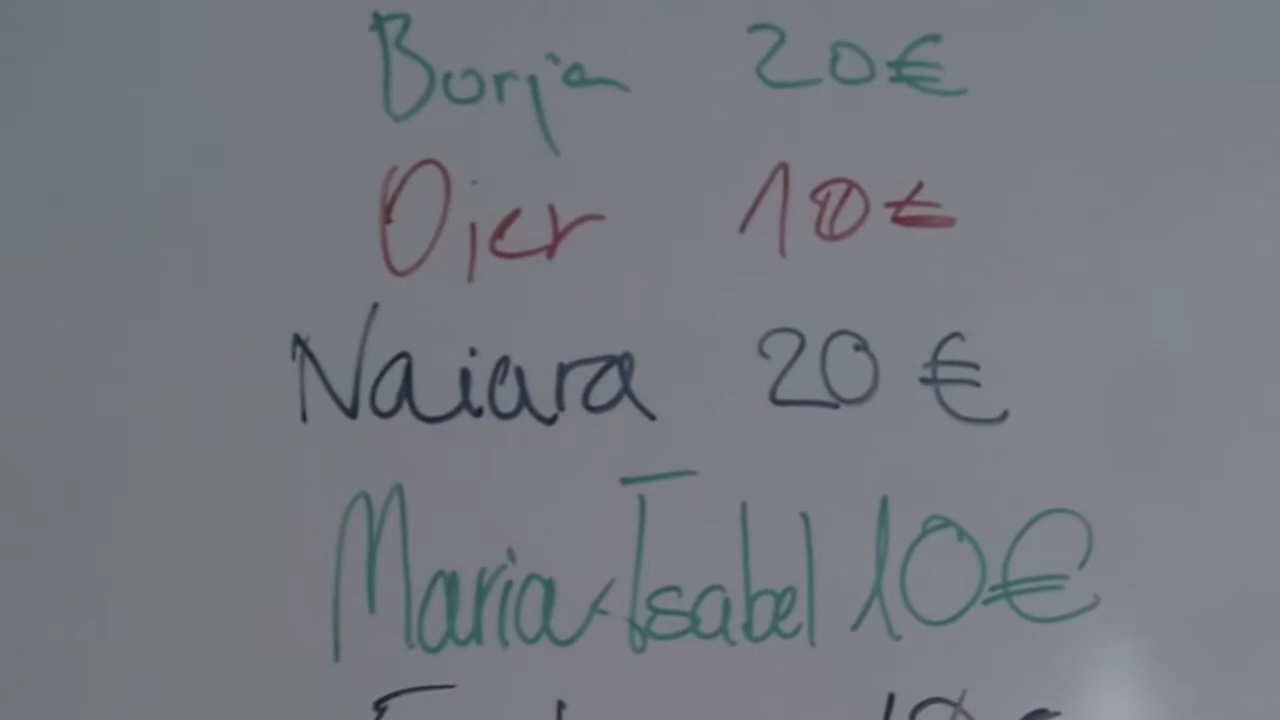 Borja 20€
Oier 10€
Naiara 20€
Maria-Isabel 10€